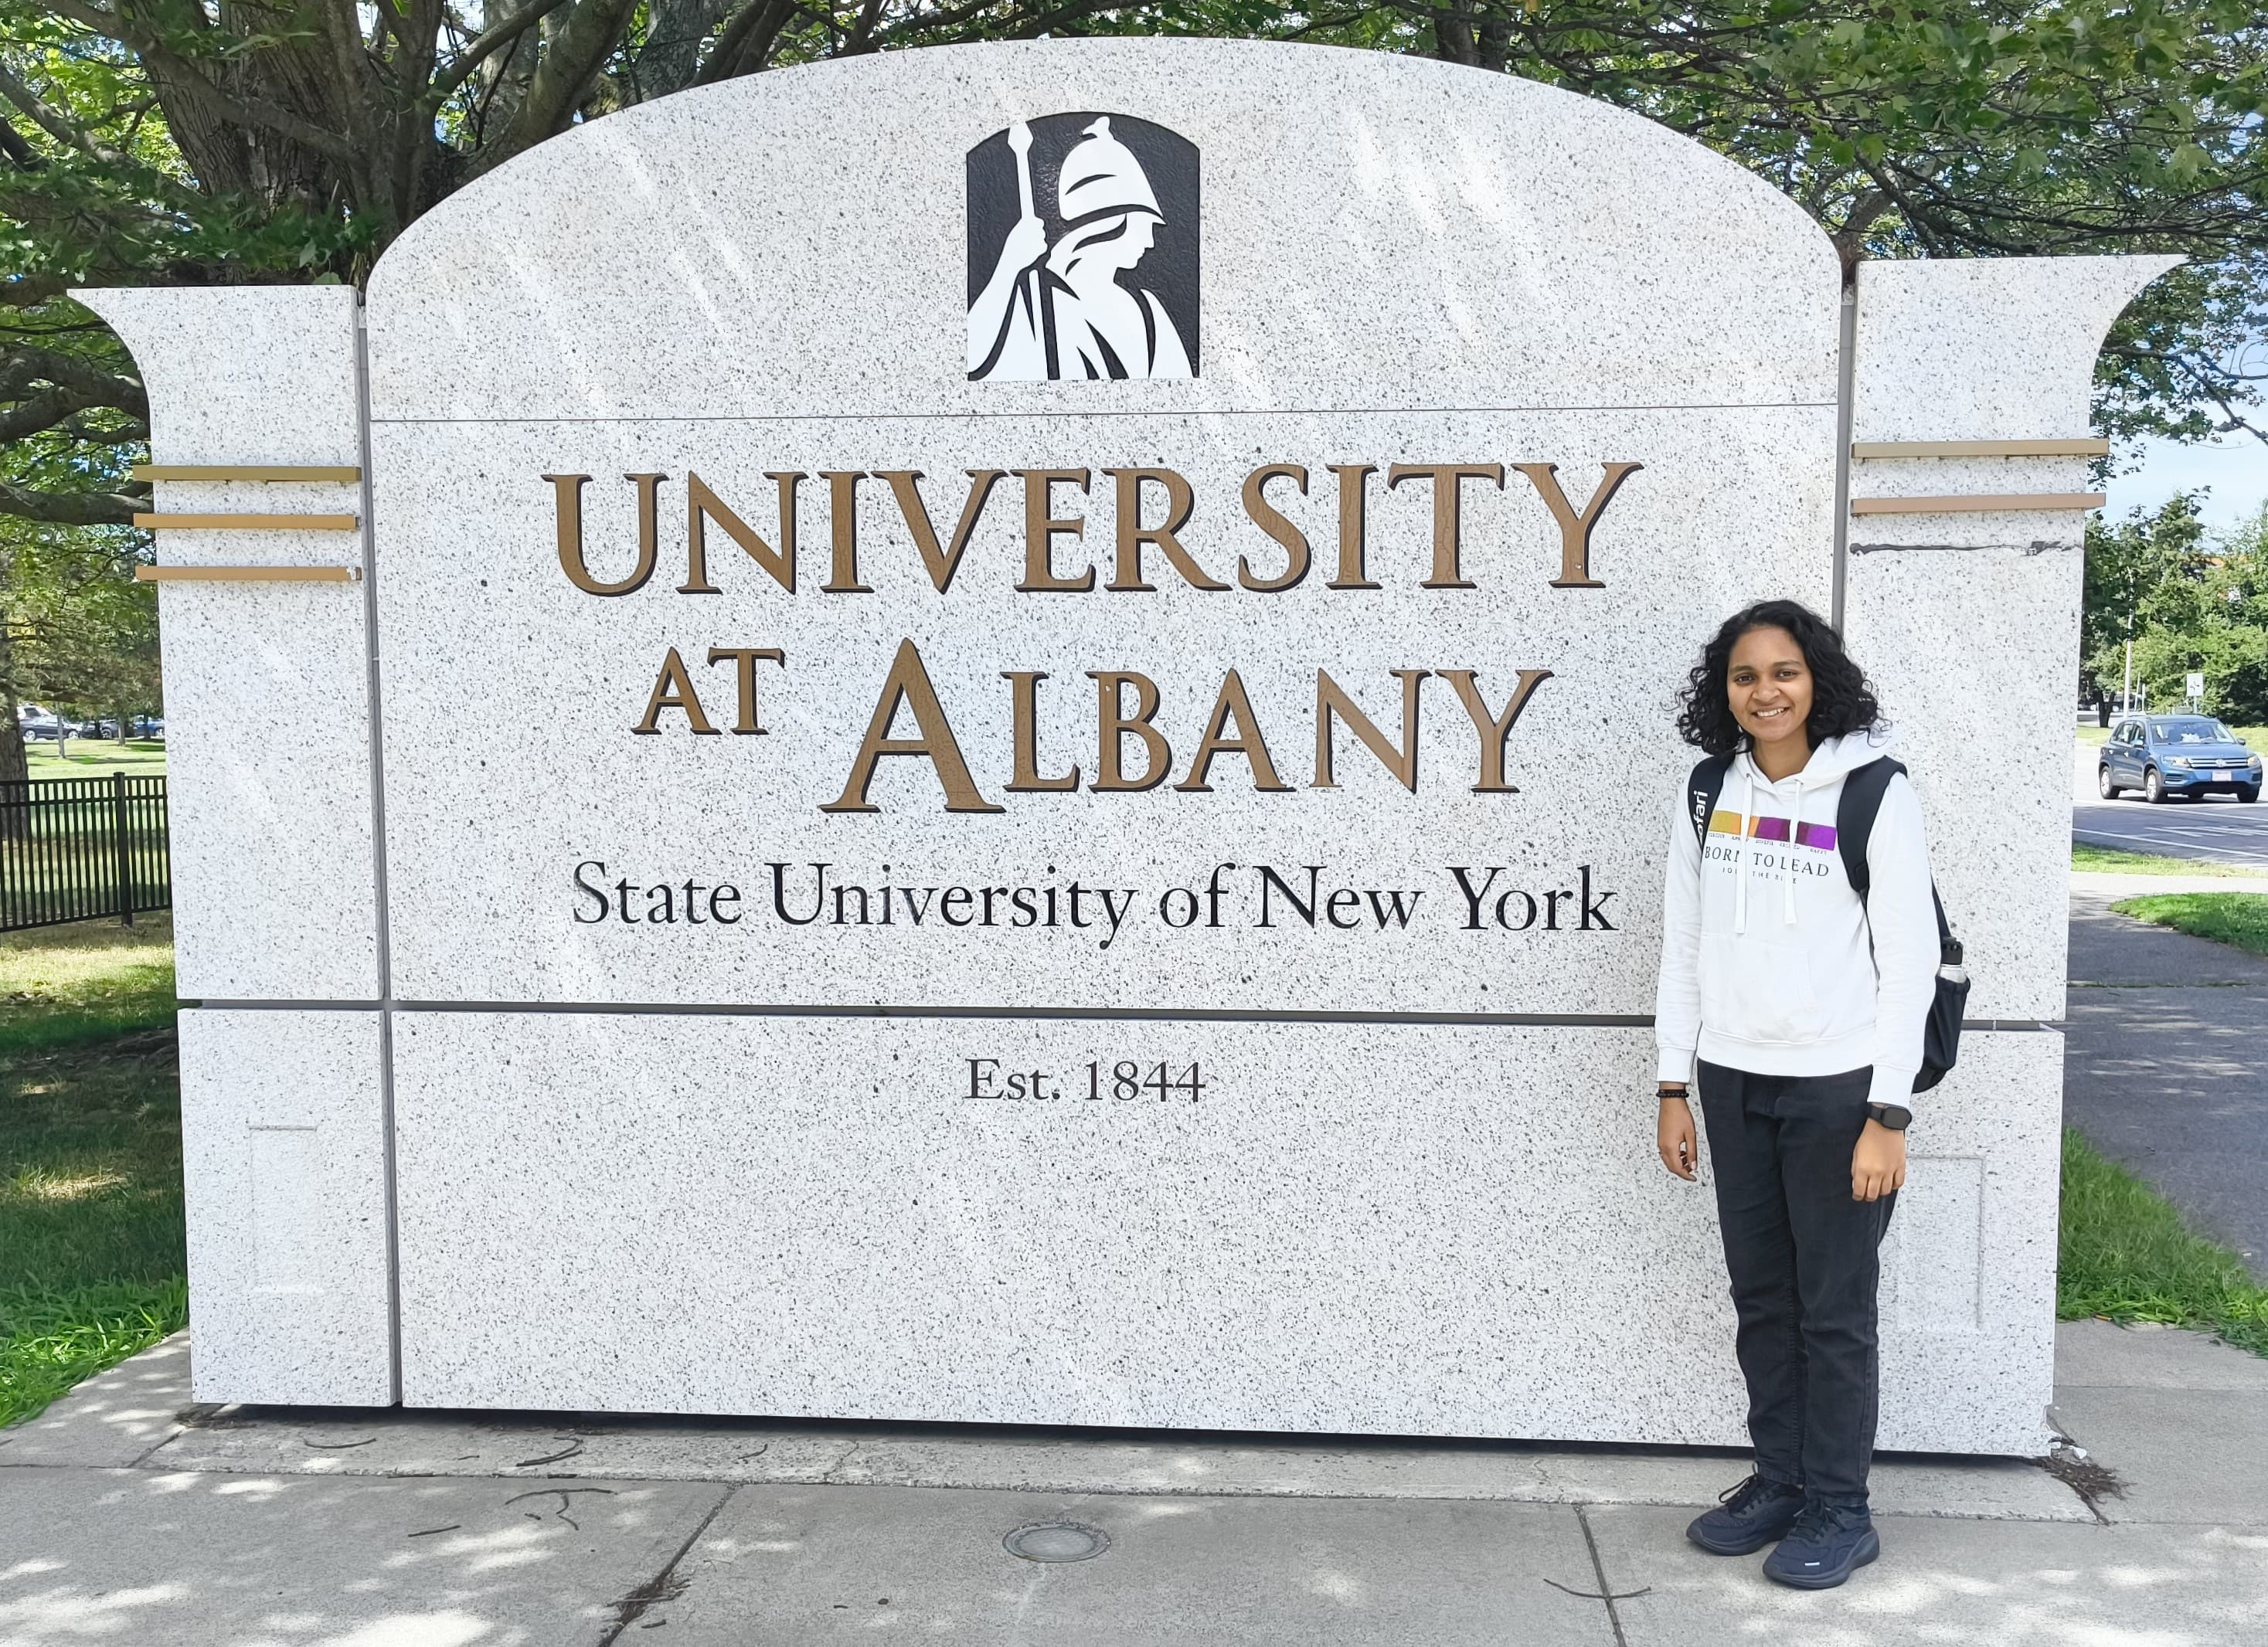 UNIVERSITY
AT ALBANY
State University of New York
Est. 1844
BORN TO LEAD